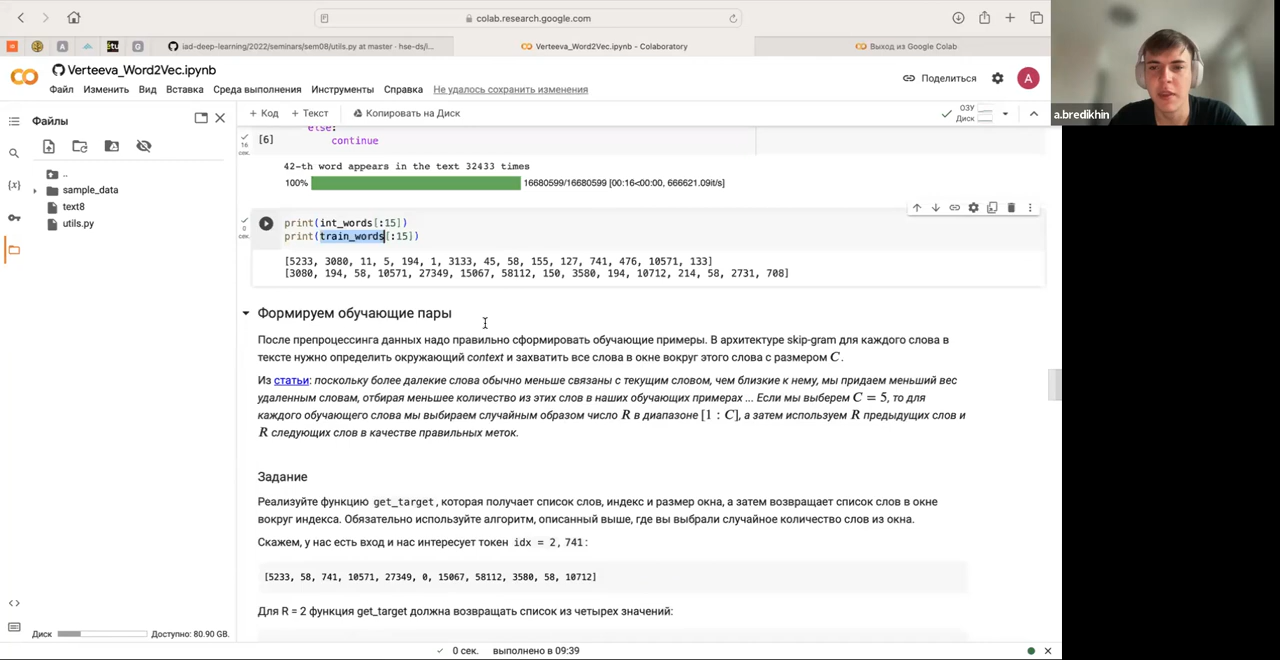 colab.research.google.com
iad-deep-learning/2022/seminars/sem08/utils.py at master · hse-ds/i...
Verteeva_Word2Vec.ipynb - Colaboratory
Выход из Google Colab
Verteeva_Word2Vec.ipynb
Файл Изменить Вид Вставка Среда выполнения Инструменты Справка Не удалось сохранить изменения
Поделиться
A
a.bredikhin
Файлы
+ Код + Текст Копировать на Диск
ОЗУ
Диск
..
sample_data
text8
utils.py
else:
[6] continue
16
сек.
42-th word appears in the text 32433 times
100% 16680599/16680599 [00:16<00:00, 666621.09it/s]
0
сек.
print(int_words[:15])
print(train_words[:15])
[5233, 3080, 11, 5, 194, 1, 3133, 45, 58, 155, 127, 741, 476, 10571, 133]
[3080, 194, 58, 10571, 27349, 15067, 58112, 150, 3580, 194, 10712, 214, 58, 2731, 708]
Формируем обучающие пары
После препроцессинга данных надо правильно сформировать обучающие примеры. В архитектуре skip-gram для каждого слова в
тексте нужно определить окружающий context и захватить все слова в окне вокруг этого слова с размером C.
Из статьи: поскольку более далекие слова обычно меньше связаны с текущим словом, чем близкие к нему, мы придаем меньший вес
удаленным словам, отбирая меньшее количество из этих слов в наших обучающих примерах ... Если мы выберем C = 5, то для
каждого обучающего слова мы выбираем случайным образом число R в диапазоне [1 : C], а затем используем R предыдущих слов и
R следующих слов в качестве правильных меток.
Задание
Реализуйте функцию get_target, которая получает список слов, индекс и размер окна, а затем возвращает список слов в окне
вокруг индекса. Обязательно используйте алгоритм, описанный выше, где вы выбрали случайное количество слов из окна.
Скажем, у нас есть вход и нас интересует токен idx = 2, 741:
[5233, 58, 741, 10571, 27349, 0, 15067, 58112, 3580, 58, 10712]
Для R = 2 функция get_target должна возвращать список из четырех значений:
Диск Доступно: 80.90 GB.
0 сек. выполнено в 09:39